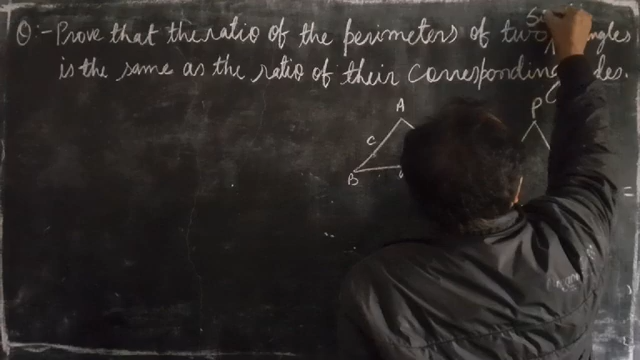 Q:- Prove that the ratio of the perimeters of two
is the same as the ratio of their corresponding
A
P
c
B